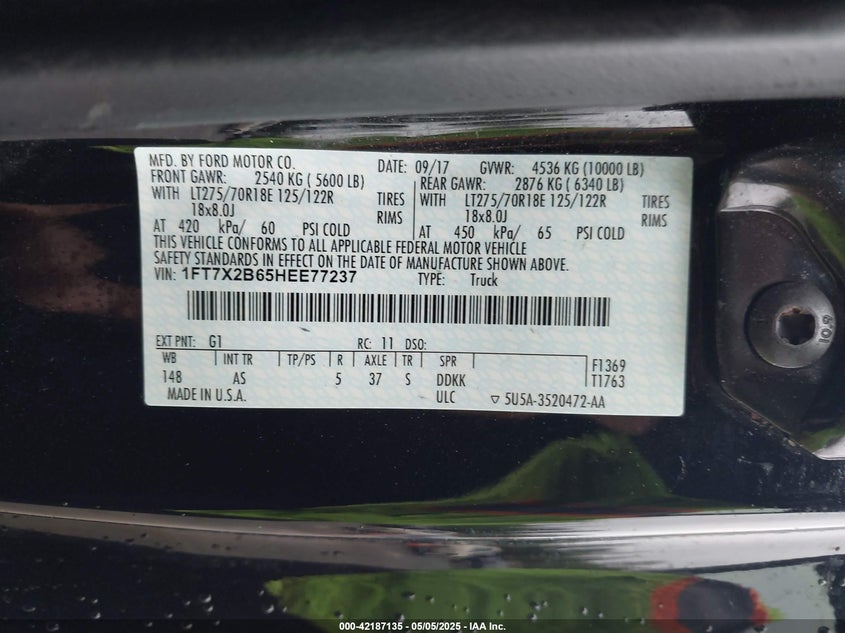 MFD. BY FORD MOTOR CO. DATE: 09/17 GVWR: 4536 KG (10000 LB)
FRONT GAWR: 2540 KG ( 5600 LB) REAR GAWR: 2876 KG ( 6340 LB)
WITH LT275/70R18E 125/122R TIRES WITH LT275/70R18E 125/122R TIRES
18x8.0J RIMS 18x8.0J RIMS
AT 420 kPa/ 60 PSI COLD AT 450 kPa/ 65 PSI COLD
THIS VEHICLE CONFORMS TO ALL APPLICABLE FEDERAL MOTOR VEHICLE
SAFETY STANDARDS IN EFFECT ON THE DATE OF MANUFACTURE SHOWN ABOVE.
VIN: 1FT7X2B65HEE77237 TYPE: Truck
EXT PNT: G1 RC: 11 DSO:
WB INT TR TP/PS R AXLE TR SPR F1369
148 AS 5 37 S DDKK T1763
MADE IN U.S.A. ULC ▽ 5U5A-3520472-AA
10.9
000-42187135 - 05/05/2025 - IAA Inc.